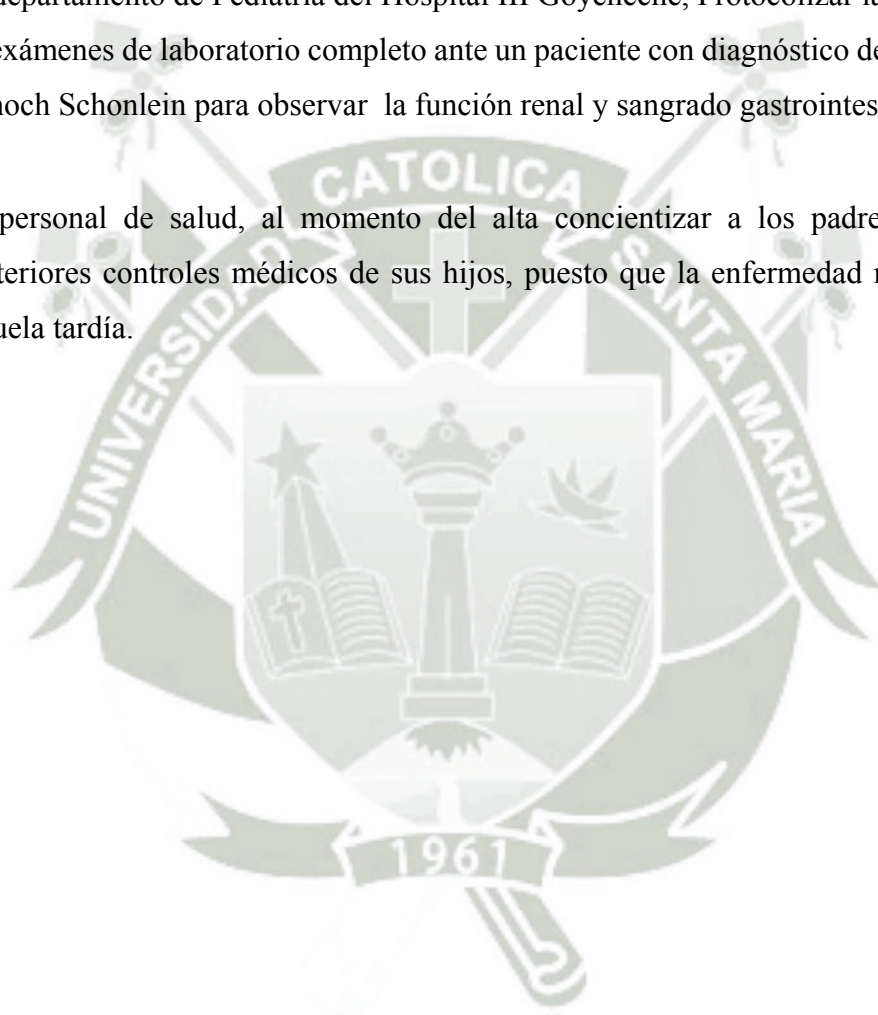 departamento de Pediatría del Hospital III Goyeneche, Protocolizar la
exámenes de laboratorio completo ante un paciente con diagnóstico de
noch Schonlein para observar la función renal y sangrado gastrointes
personal de salud, al momento del alta concientizar a los padre
teriores controles médicos de sus hijos, puesto que la enfermedad
uela tardía.
UNIVERSIDAD CATOLICA SANTA MARIA
1961